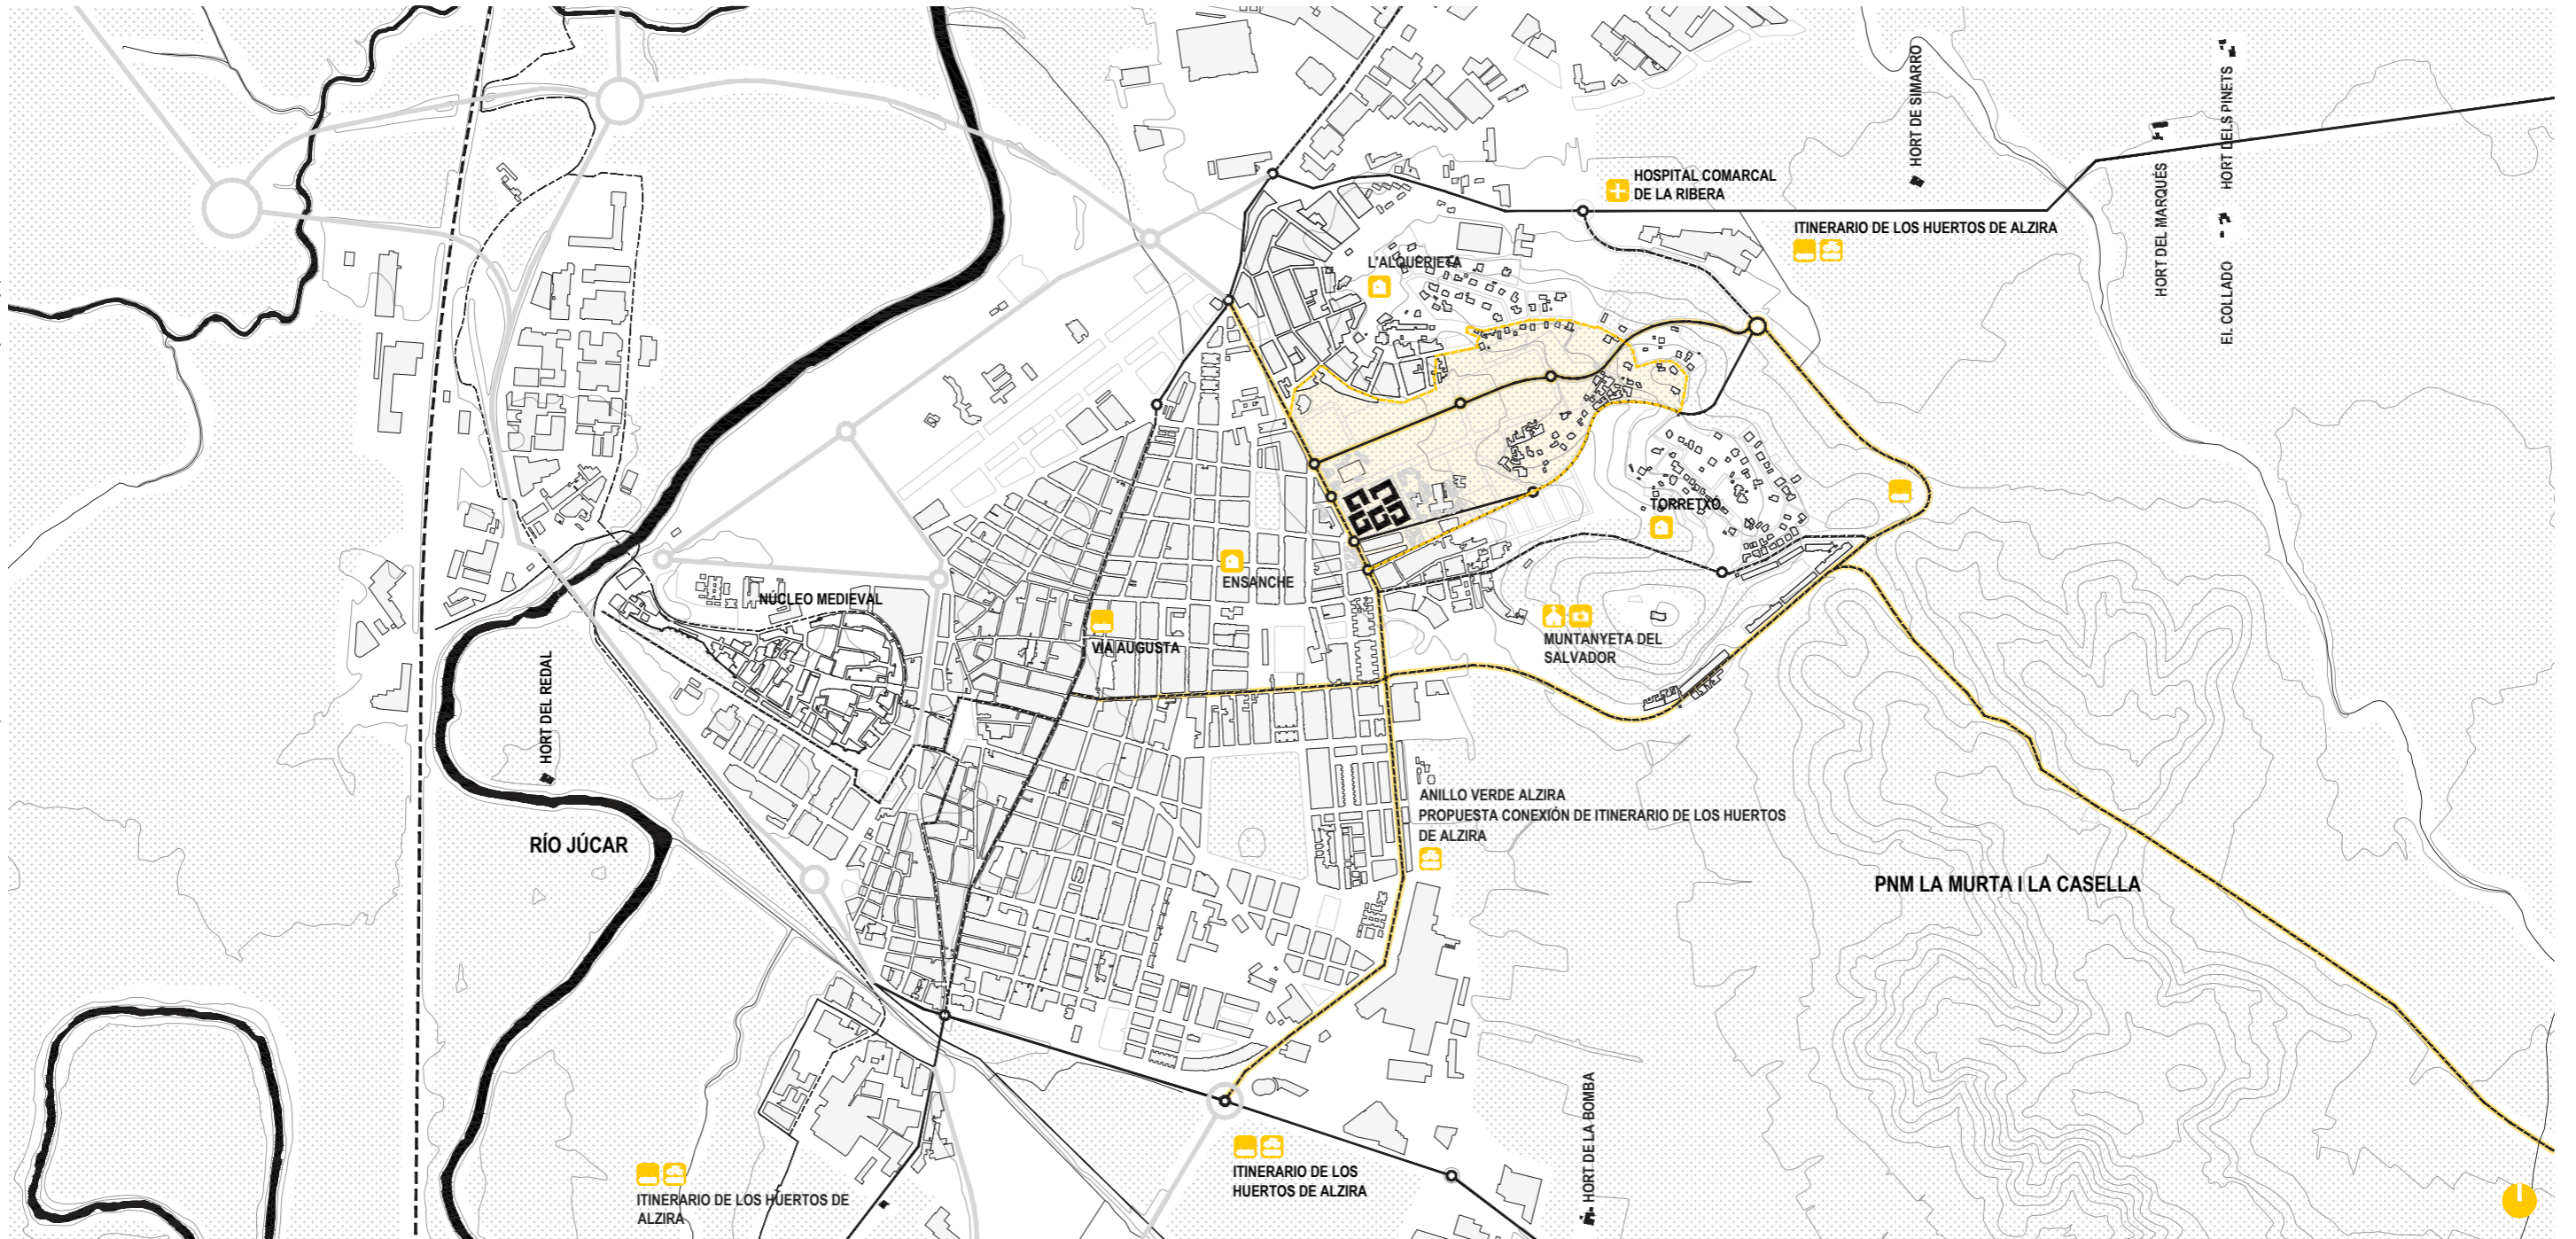 HORT DE SIMARRO
HORT DELS PINETS
HORT DEL MARQUÉS
EL COLLADO
HOSPITAL COMARCAL
DE LA RIBERA
ITINERARIO DE LOS HUERTOS DE ALZIRA
L'ALQUERIETA
TORRETXÓ
ENSANCHE
NÚCLEO MEDIEVAL
VÍA AUGUSTA
MUNTANYETA DEL
SALVADOR
HORT DEL REDAL
RÍO JÚCAR
ANILLO VERDE ALZIRA
PROPUESTA CONEXIÓN DE ITINERARIO DE LOS HUERTOS
DE ALZIRA
PNM LA MURTA I LA CASELLA
HORT DE LA BOMBA
ITINERARIO DE LOS
HUERTOS DE ALZIRA
ITINERARIO DE LOS HUERTOS DE
ALZIRA